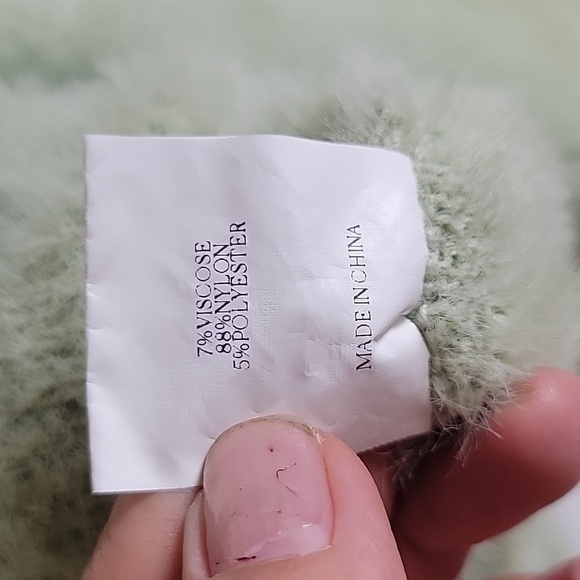 7%VISCOSE
88%NYLON
5%POLYESTER
MADE IN CHINA